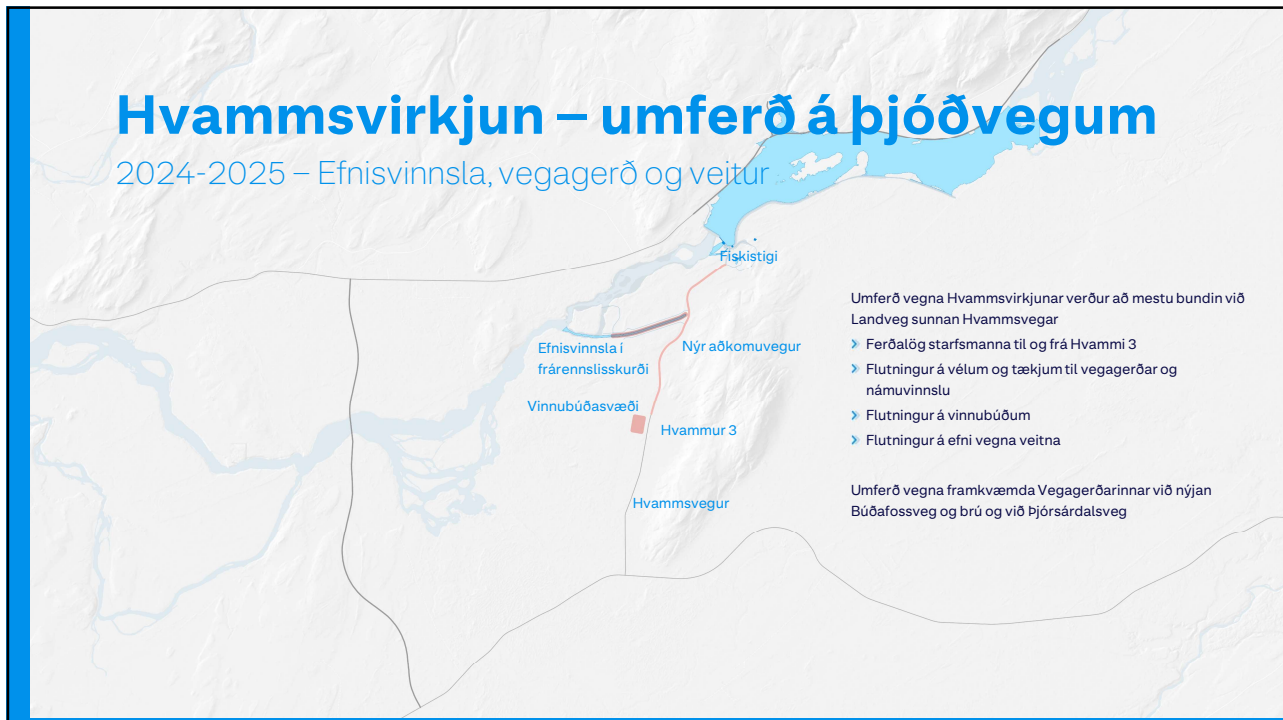 Hvammsvirkjun – umferð á þjóðvegum
2024-2025 – Efnisvinnsla, vegagerð og veitur
Fiskistigi
Efnisvinnsla í
frárennslisskurði
Nýr aðkomuvegur
Vinnubúðasvæði
Hvammur 3
Hvammsvegur
Umferð vegna Hvammsvirkjunar verður að mestu bundin við
Landveg sunnan Hvammsvegar
Ferðalög starfsmanna til og frá Hvammi 3
Flutningur á vélum og tækjum til vegagerðar og
námuvinnslu
Flutningur á vinnubúðum
Flutningur á efni vegna veitna
Umferð vegna framkvæmda Vegagerðarinnar við nýjan
Búðafossveg og brú og við Þjórsárdalsveg